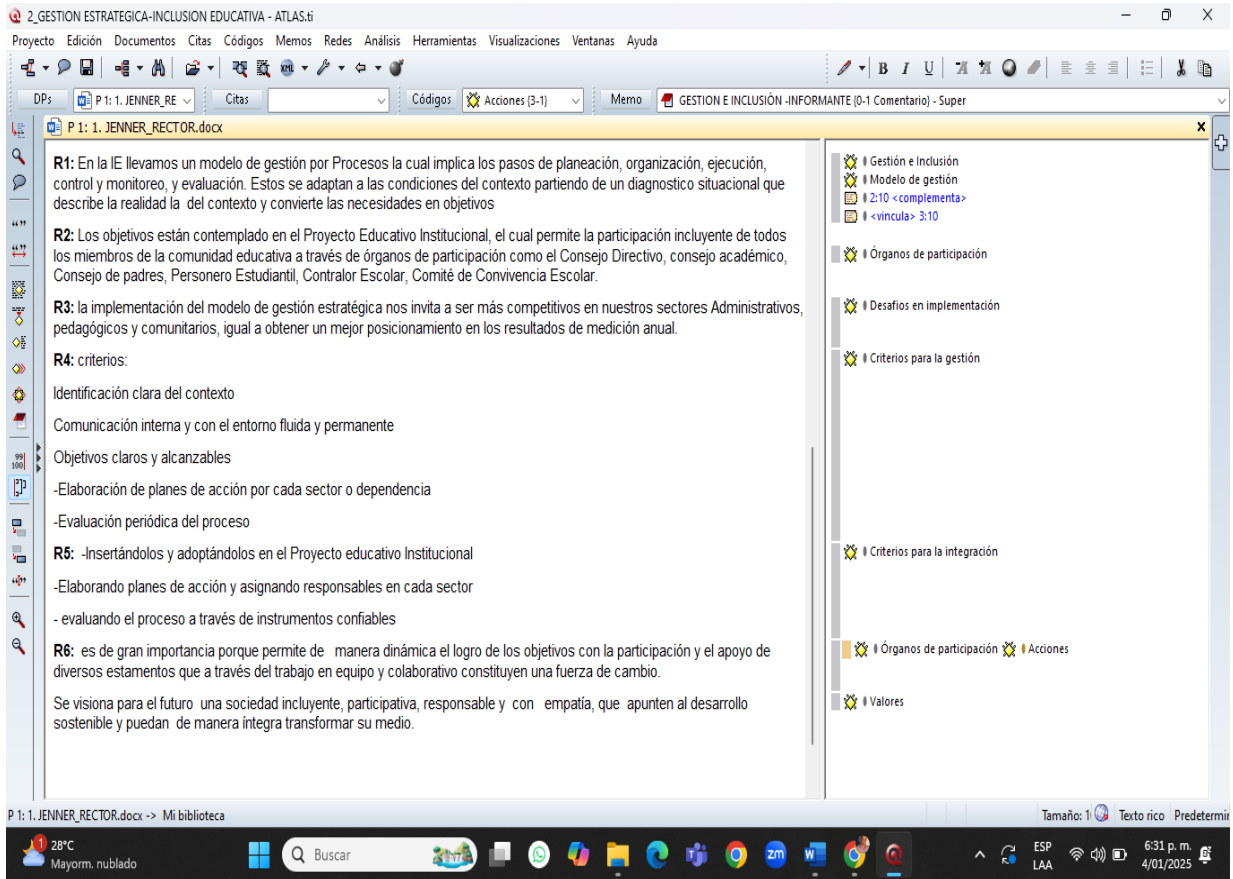 2_GESTION ESTRATEGICA-INCLUSION EDUCATIVA - ATLAS.ti
Proyecto Edición Documentos Citas Códigos Memos Redes Análisis Herramientas Visualizaciones Ventanas Ayuda
B I U
DPs P 1: 1. JENNER_RE Citas Códigos Acciones {3-1} Memo GESTION E INCLUSIÒN -INFORMANTE {0-1 Comentario} - Super
P 1: 1. JENNER_RECTOR.docx
R1: En la IE llevamos un modelo de gestión por Procesos la cual implica los pasos de planeación, organización, ejecución,
control y monitoreo, y evaluación. Estos se adaptan a las condiciones del contexto partiendo de un diagnostico situacional que
describe la realidad la del contexto y convierte las necesidades en objetivos
R2: Los objetivos están contemplado en el Proyecto Educativo Institucional, el cual permite la participación incluyente de todos
los miembros de la comunidad educativa a través de órganos de participación como el Consejo Directivo, consejo académico,
Consejo de padres, Personero Estudiantil, Contralor Escolar, Comité de Convivencia Escolar.
R3: la implementación del modelo de gestión estratégica nos invita a ser más competitivos en nuestros sectores Administrativos,
pedagógicos y comunitarios, igual a obtener un mejor posicionamiento en los resultados de medición anual.
R4: criterios:
Identificación clara del contexto
Comunicación interna y con el entorno fluida y permanente
Objetivos claros y alcanzables
-Elaboración de planes de acción por cada sector o dependencia
-Evaluación periódica del proceso
R5: -Insertándolos y adoptándolos en el Proyecto educativo Institucional
-Elaborando planes de acción y asignando responsables en cada sector
- evaluando el proceso a través de instrumentos confiables
R6: es de gran importancia porque permite de manera dinámica el logro de los objetivos con la participación y el apoyo de
diversos estamentos que a través del trabajo en equipo y colaborativo constituyen una fuerza de cambio.
Se visiona para el futuro una sociedad incluyente, participativa, responsable y con empatía, que apunten al desarrollo
sostenible y puedan de manera íntegra transformar su medio.
Gestión e Inclusión
Modelo de gestión
2:10 <complementa>
<vincula> 3:10
Órganos de participación
Desafios en implementación
Criterios para la gestión
Criterios para la integración
Órganos de participación Acciones
Valores
P 1: 1. JENNER_RECTOR.docx -> Mi biblioteca
Tamaño: 1 Texto rico Predetermi
1 28°C
Mayorm. nublado
Buscar
zm
ESP
LAA
6:31 p. m.
4/01/2025